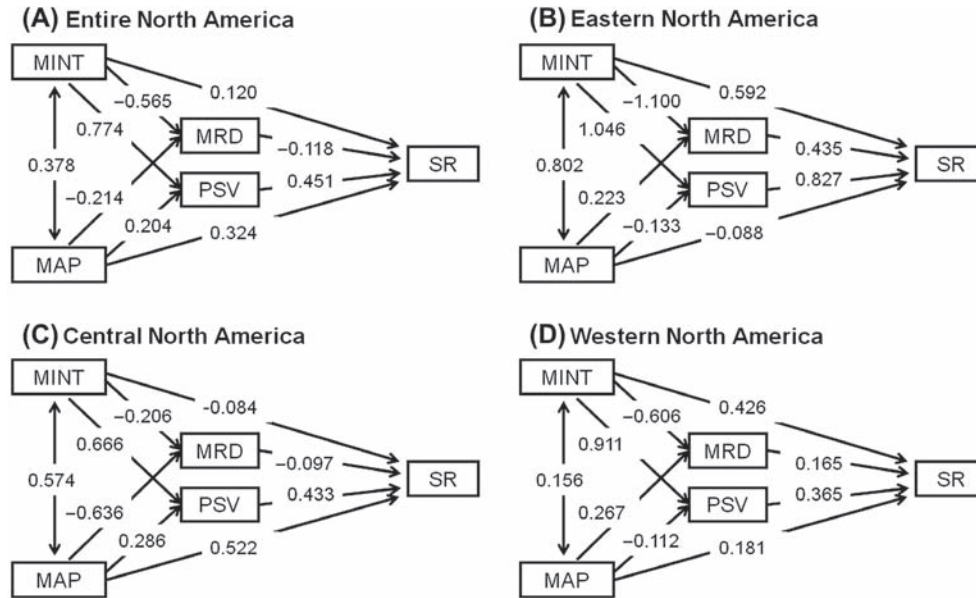 (A) Entire North America
MINT
0.120
−0.565
0.774
MRD
−0.118
0.378
SR
PSV
0.451
−0.214
0.204
0.324
MAP
(B) Eastern North America
MINT
0.592
−1.100
1.046
MRD
0.435
0.802
SR
PSV
0.827
0.223
−0.133
−0.088
MAP
(C) Central North America
MINT
-0.084
−0.206
0.666
MRD
−0.097
0.574
SR
PSV
0.433
−0.636
0.286
0.522
MAP
(D) Western North America
MINT
0.426
−0.606
0.911
MRD
0.165
0.156
SR
PSV
0.365
0.267
−0.112
0.181
MAP